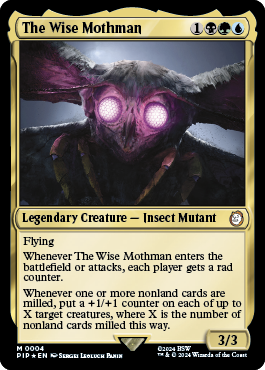 The Wise Mothman 1
Legendary Creature — Insect Mutant
Flying
Whenever The Wise Mothman enters the
battlefield or attacks, each player gets a rad
counter.
Whenever one or more nonland cards are
milled, put a +1/+1 counter on each of up to
X target creatures, where X is the number of
nonland cards milled this way.
3/3
M 0004
PIP★EN Sergei Leoluch Panin
©2024 BSW
™ & © 2024 Wizards of the Coast